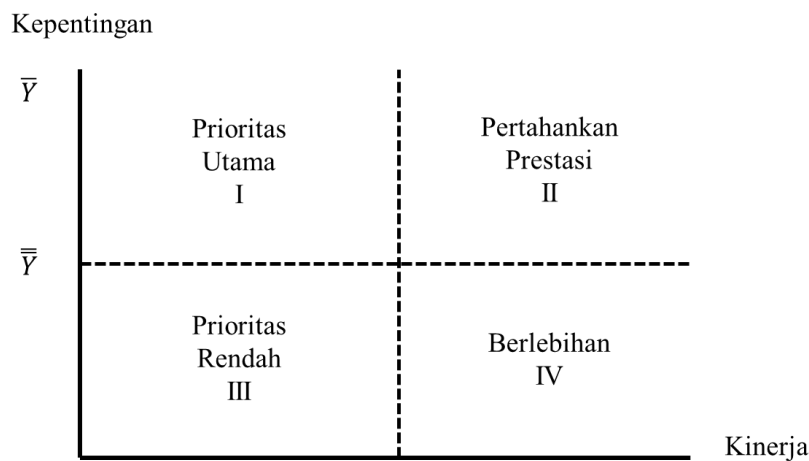 Kepentingan
Y̅
Prioritas
Utama
I
Pertahankan
Prestasi
II
Y̿
Prioritas
Rendah
III
Berlebihan
IV
Kinerja